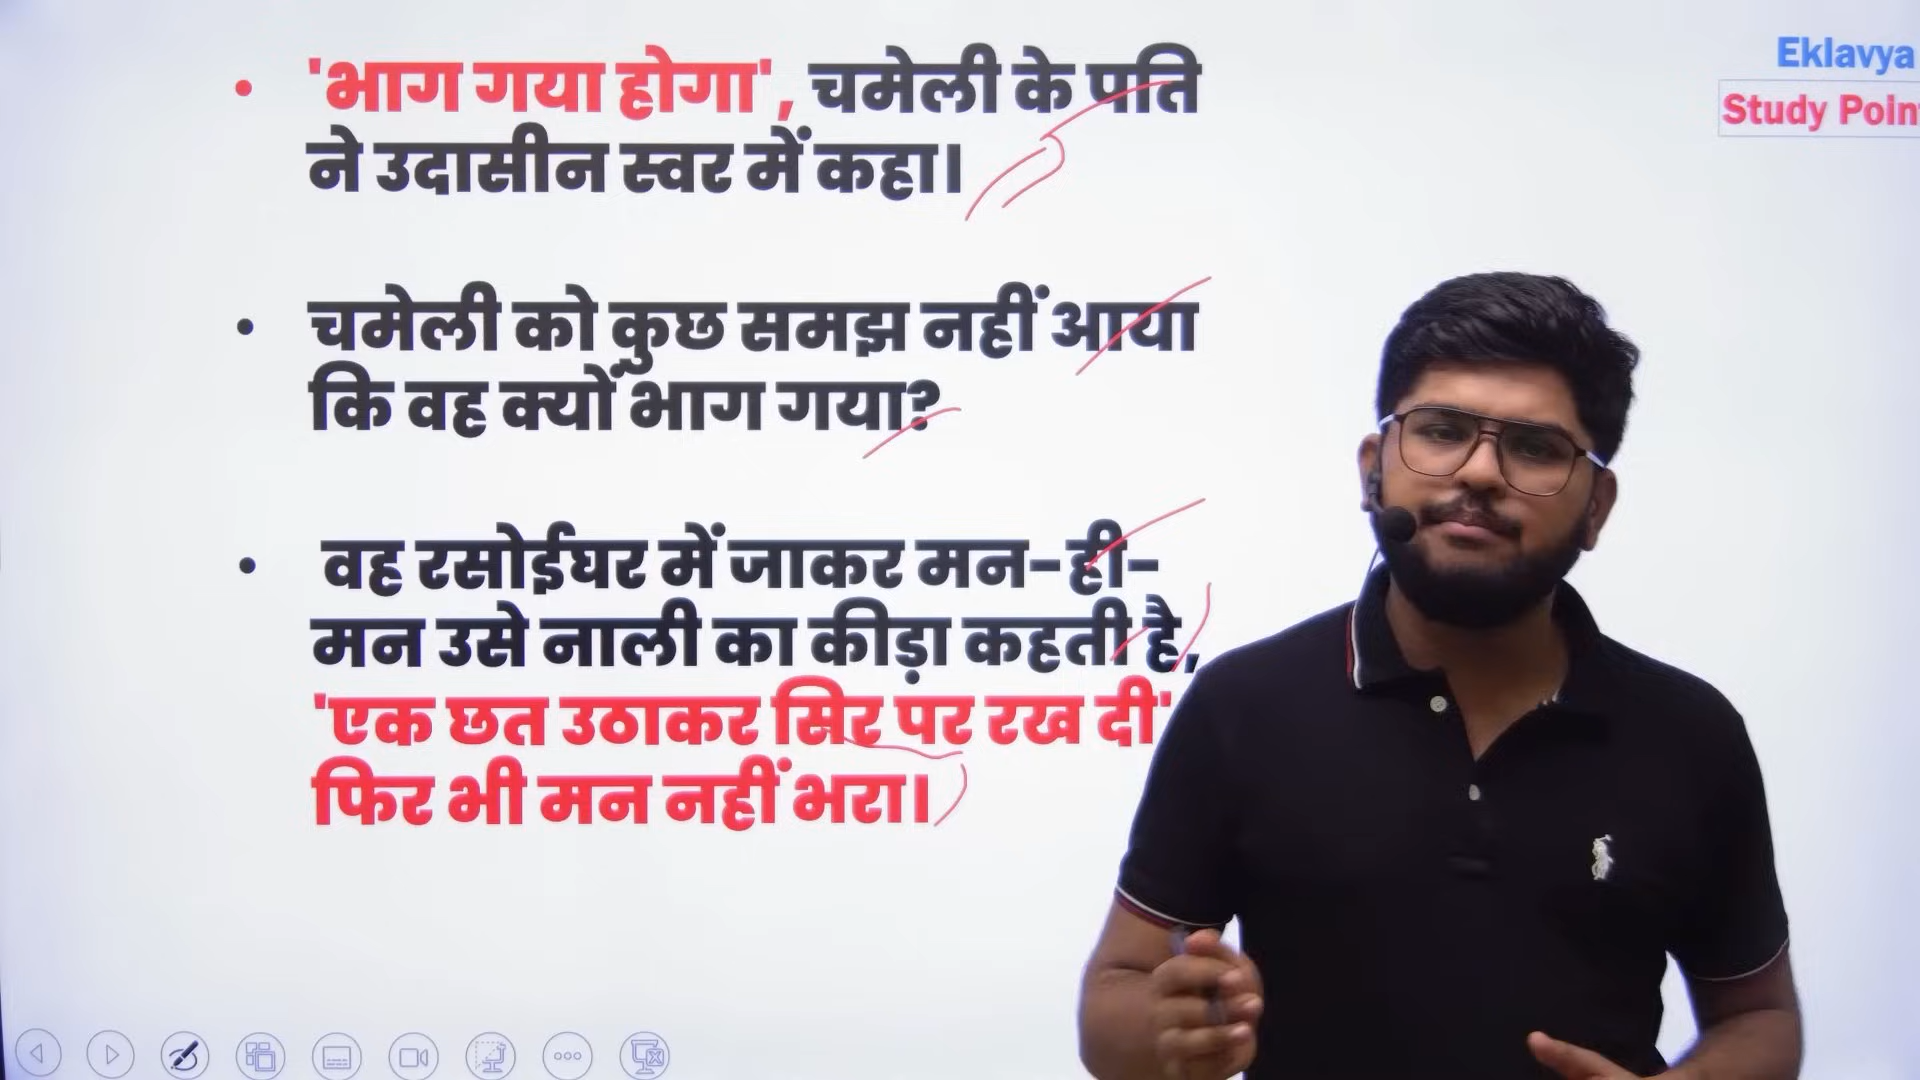 Eklavya
Study Poin
• 'भाग गया होगा', चमेली के पति
ने उदासीन स्वर में कहा।
• चमेली को कुछ समझ नहीं आया
कि वह क्यों भाग गया?
• वह रसोईघर में जाकर मन-ही-
मन उसे नाली का कीड़ा कहती है,
'एक छत उठाकर सिर पर रख दी'
फिर भी मन नहीं भरा।